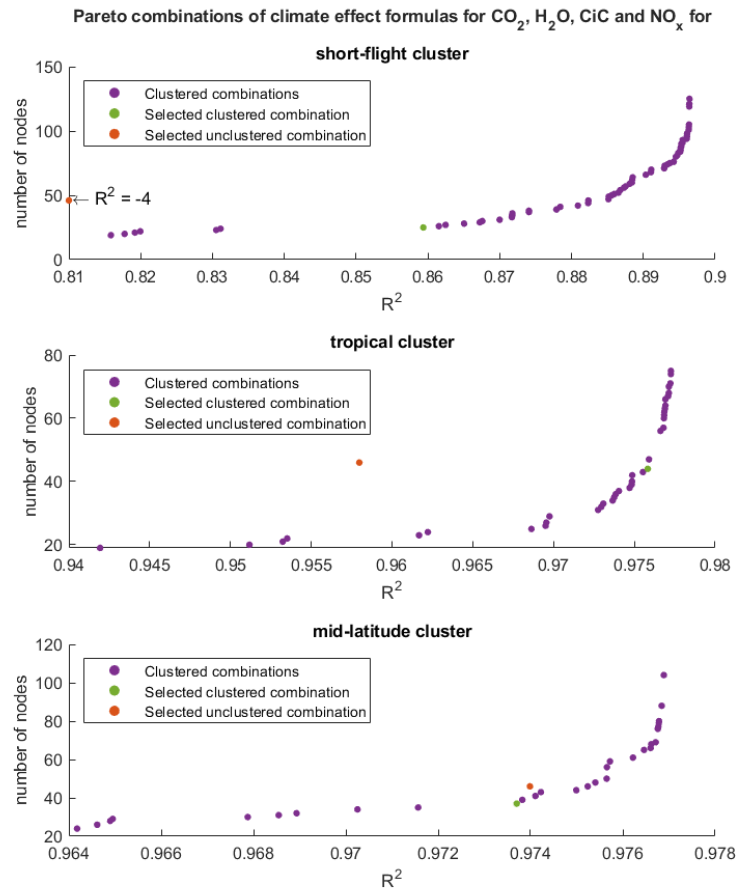 Pareto combinations of climate effect formulas for CO₂, H₂O, CiC and NOₓ for
short-flight cluster
150
100
50
0
number of nodes
Clustered combinations
Selected clustered combination
Selected unclustered combination
← R² = -4
0.81 0.82 0.83 0.84 0.85 0.86 0.87 0.88 0.89 0.9
R²
tropical cluster
80
60
40
20
number of nodes
Clustered combinations
Selected clustered combination
Selected unclustered combination
0.94 0.945 0.95 0.955 0.96 0.965 0.97 0.975 0.98
R²
mid-latitude cluster
120
100
80
60
40
20
number of nodes
Clustered combinations
Selected clustered combination
Selected unclustered combination
0.964 0.966 0.968 0.97 0.972 0.974 0.976 0.978
R²